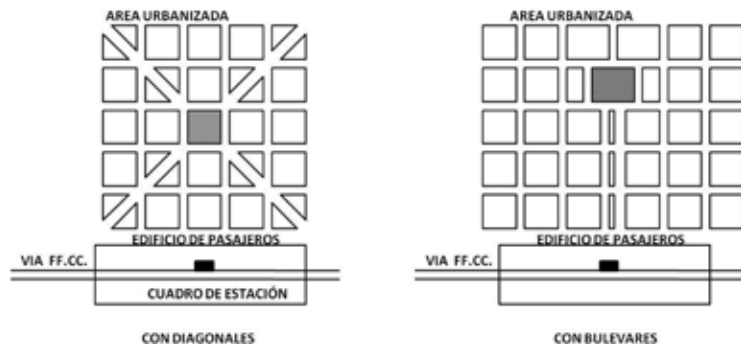 AREA URBANIZADA
EDIFICIO DE PASAJEROS
VIA FF.CC.
CUADRO DE ESTACIÓN
CON DIAGONALES
AREA URBANIZADA
EDIFICIO DE PASAJEROS
VIA FF.CC.
CON BULEVARES